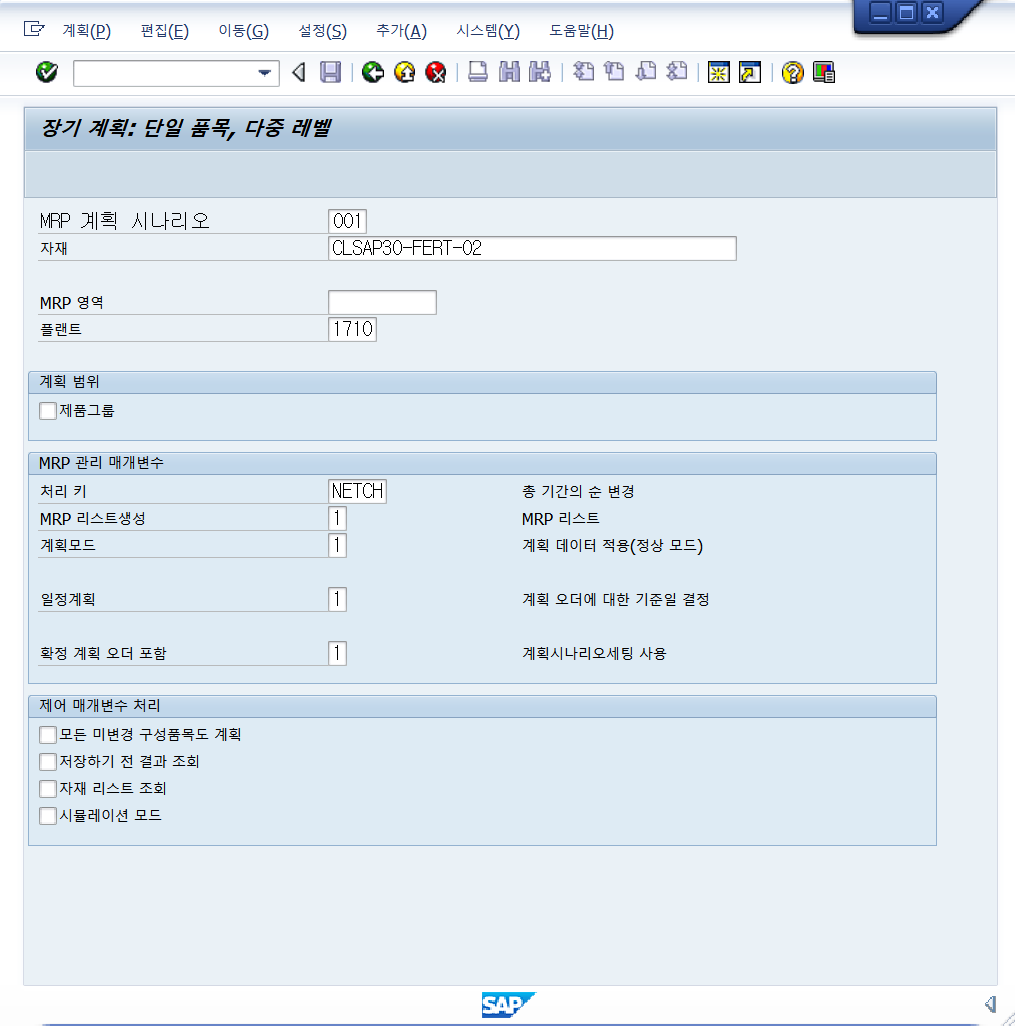 계획(P) 편집(E) 이동(G) 설정(S) 추가(A) 시스템(Y) 도움말(H)
장기 계획: 단일 품목, 다중 레벨
MRP 계획 시나리오 001
자재 CLSAP30-FERT-02
MRP 영역
플랜트 1710
계획 범위
제품그룹
MRP 관리 매개변수
처리 키 NETCH 총 기간의 순 변경
MRP 리스트생성 1 MRP 리스트
계획모드 1 계획 데이터 적용(정상 모드)
일정계획 1 계획 오더에 대한 기준일 결정
확정 계획 오더 포함 1 계획시나리오세팅 사용
제어 매개변수 처리
모든 미변경 구성품목도 계획
저장하기 전 결과 조회
자재 리스트 조회
시뮬레이션 모드
SAP